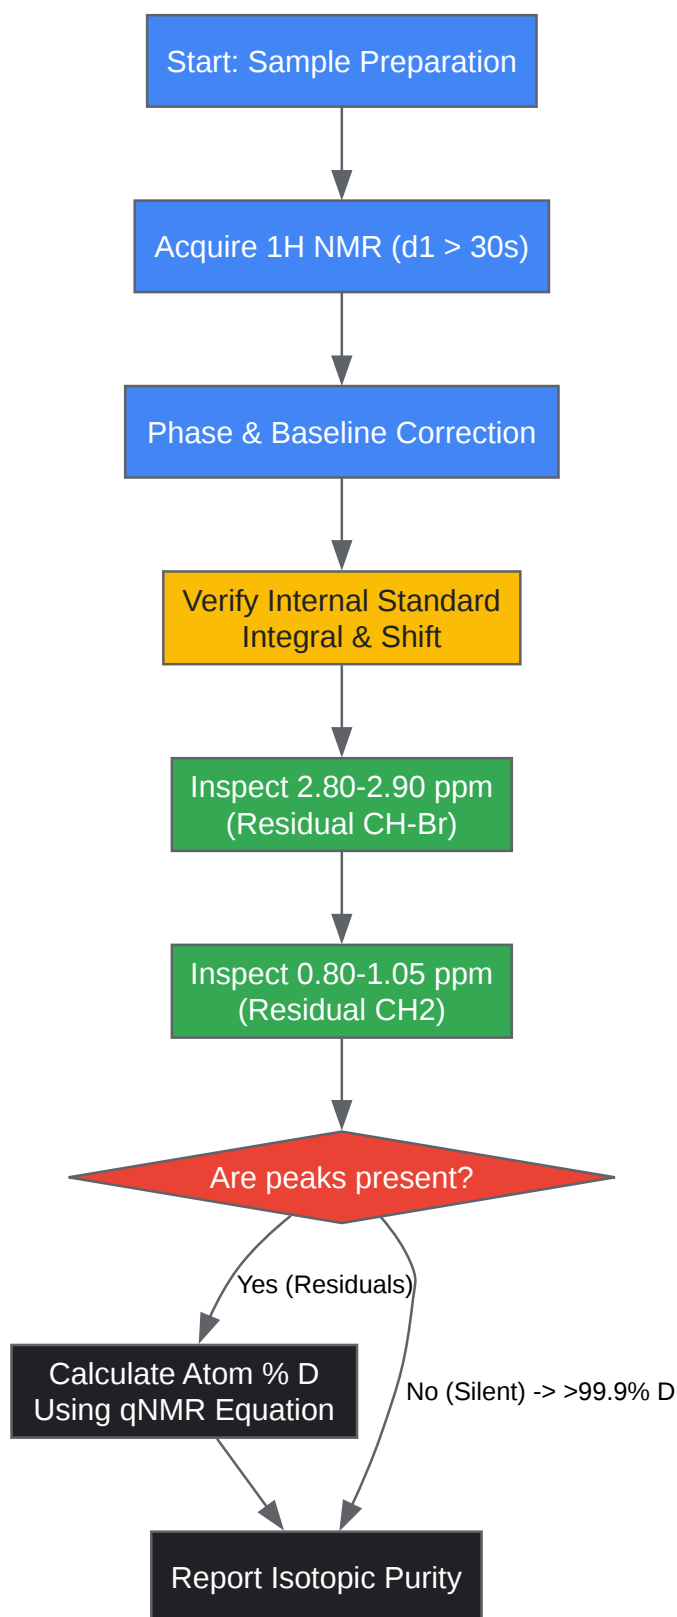 Start: Sample Preparation
Acquire 1H NMR (d1 > 30s)
Phase & Baseline Correction
Verify Internal Standard
Integral & Shift
Inspect 2.80-2.90 ppm
(Residual CH-Br)
Inspect 0.80-1.05 ppm
(Residual CH2)
Are peaks present?
Yes (Residuals)
Calculate Atom % D
Using qNMR Equation
No (Silent) -> >99.9% D
Report Isotopic Purity